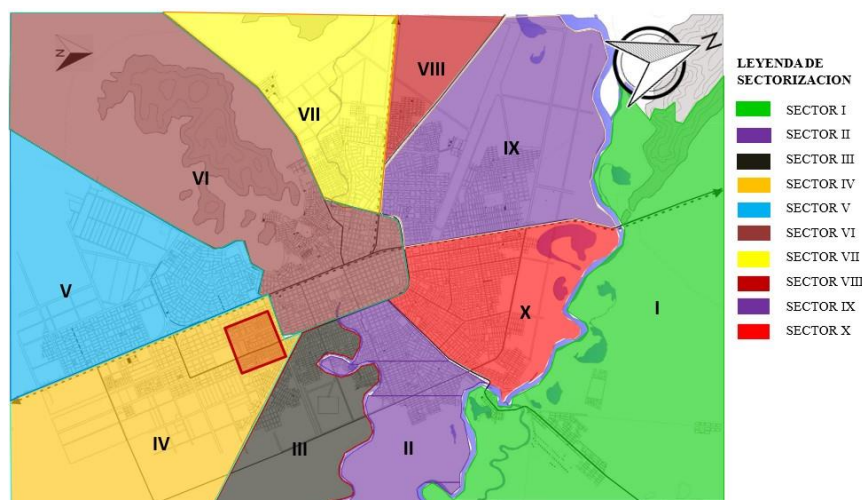 N
VIII
VII
N
IX
VI
V
X
I
IV
III
II
LEYENDA DE
SECTORIZACION
SECTOR I
SECTOR II
SECTOR III
SECTOR IV
SECTOR V
SECTOR VI
SECTOR VII
SECTOR VIII
SECTOR IX
SECTOR X